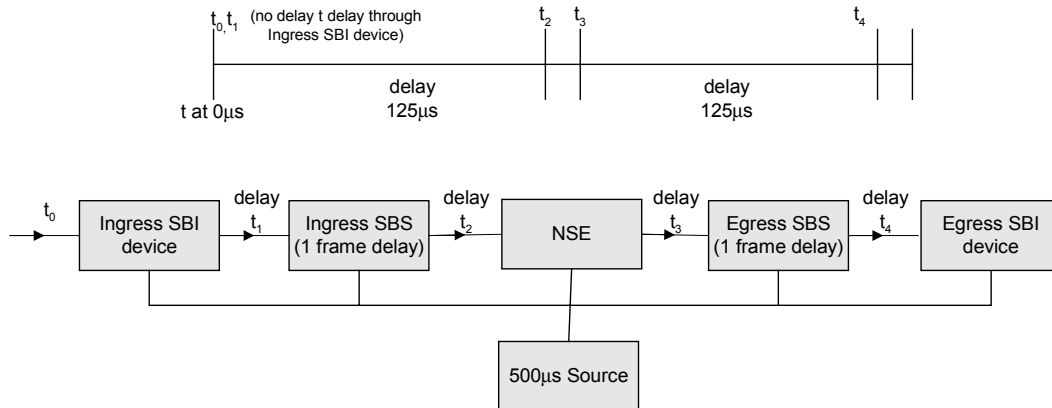 t0,t1 (no delay t delay through
Ingress SBI device)
t2 t3 t4
delay
125μs
delay
125μs
t at 0μs
t0
delay
t1
delay
t2
delay
t3
delay
t4
Ingress SBI
device
Ingress SBS
(1 frame delay)
NSE
Egress SBS
(1 frame delay)
Egress SBI
device
500μs Source